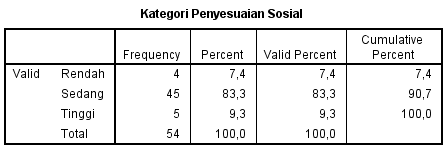 Kategori Penyesuaian Sosial
Frequency Percent Valid Percent Cumulative Percent
Valid Rendah 4 7,4 7,4 7,4
Sedang 45 83,3 83,3 90,7
Tinggi 5 9,3 9,3 100,0
Total 54 100,0 100,0